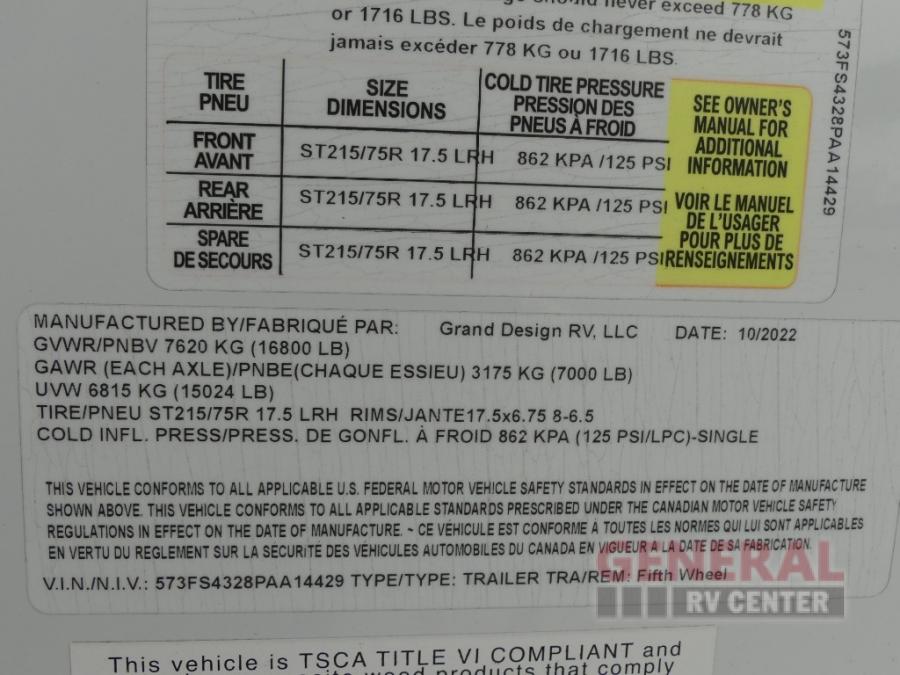 never exceed 778 KG
or 1716 LBS. Le poids de chargement ne devrait
jamais excéder 778 KG ou 1716 LBS.
573FS4328PAA14429
TIRE
PNEU
SIZE
DIMENSIONS
COLD TIRE PRESSURE
PRESSION DES
PNEUS À FROID
FRONT
AVANT
ST215/75R 17.5 LRH
862 KPA /125 PSI
REAR
ARRIÈRE
ST215/75R 17.5 LRH
862 KPA /125 PSI
SPARE
DE SECOURS
ST215/75R 17.5 LRH
862 KPA /125 PSI
SEE OWNER'S
MANUAL FOR
ADDITIONAL
INFORMATION
VOIR LE MANUEL
DE L'USAGER
POUR PLUS DE
RENSEIGNEMENTS
MANUFACTURED BY/FABRIQUÉ PAR: Grand Design RV, LLC DATE: 10/2022
GVWR/PNBV 7620 KG (16800 LB)
GAWR (EACH AXLE)/PNBE(CHAQUE ESSIEU) 3175 KG (7000 LB)
UVW 6815 KG (15024 LB)
TIRE/PNEU ST215/75R 17.5 LRH RIMS/JANTE17.5x6.75 8-6.5
COLD INFL. PRESS/PRESS. DE GONFL. À FROID 862 KPA (125 PSI/LPC)-SINGLE
THIS VEHICLE CONFORMS TO ALL APPLICABLE U.S. FEDERAL MOTOR VEHICLE SAFETY STANDARDS IN EFFECT ON THE DATE OF MANUFACTURE
SHOWN ABOVE. THIS VEHICLE CONFORMS TO ALL APPLICABLE STANDARDS PRESCRIBED UNDER THE CANADIAN MOTOR VEHICLE SAFETY
REGULATIONS IN EFFECT ON THE DATE OF MANUFACTURE. ~ CE VÉHICULE EST CONFORME À TOUTES LES NORMES QUI LUI SONT APPLICABLES
EN VERTU DU REGLEMENT SUR LA SÉCURITÉ DES VÉHICULES AUTOMOBILES DU CANADA EN VIGUEUR A LA DATE DE SA FABRICATION.
V.I.N./N.I.V.: 573FS4328PAA14429 TYPE/TYPE: TRAILER TRA/REM: Fifth Wheel
GENERAL
RV CENTER
This vehicle is TSCA TITLE VI COMPLIANT and
wood products that comply